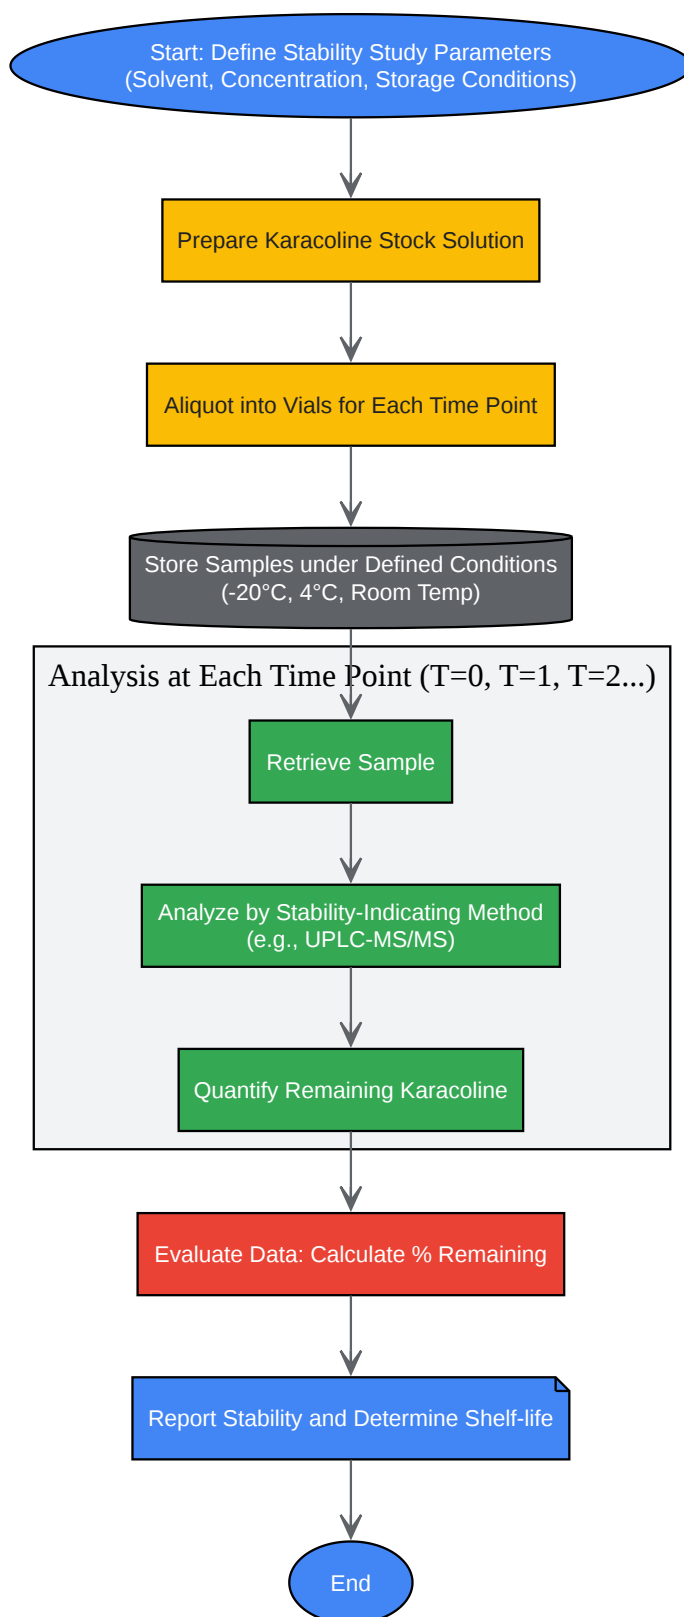 Start: Define Stability Study Parameters
(Solvent, Concentration, Storage Conditions)
Prepare Karacoline Stock Solution
Aliquot into Vials for Each Time Point
Store Samples under Defined Conditions
(-20°C, 4°C, Room Temp)
Analysis at Each Time Point (T=0, T=1, T=2...)
Retrieve Sample
Analyze by Stability-Indicating Method
(e.g., UPLC-MS/MS)
Quantify Remaining Karacoline
Evaluate Data: Calculate % Remaining
Report Stability and Determine Shelf-life
End